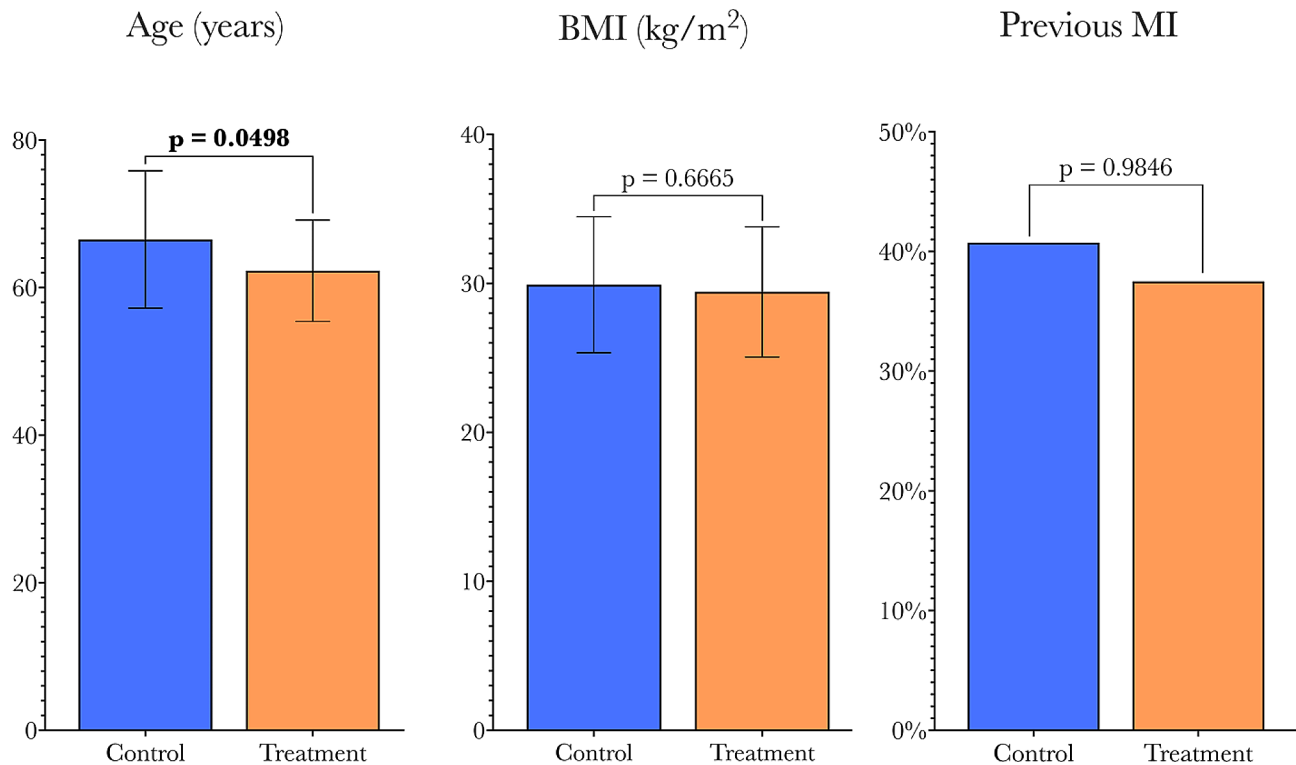 Age (years)
BMI (kg/m²)
Previous MI
p = 0.0498
80
60
40
20
0
Control
Treatment
p = 0.6665
40
30
20
10
0
Control
Treatment
p = 0.9846
50%
40%
30%
20%
10%
0%
Control
Treatment